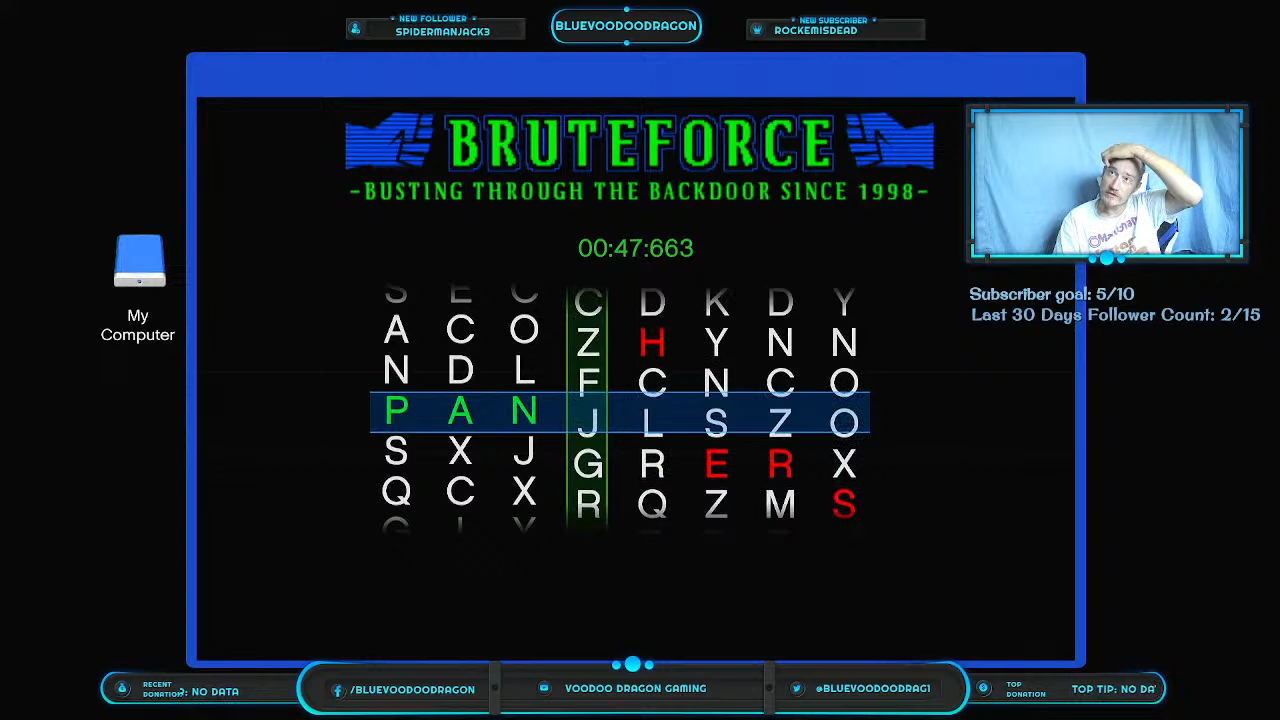 NEW FOLLOWER
SPIDERMANJACK3
BLUEVOODOODRAGON
NEW SUBSCRIBER
ROCKEMISDEAD
BRUTEFORCE
-BUSTING THROUGH THE BACKDOOR SINCE 1998-
00:47:663
My
Computer
Subscriber goal: 5/10
Last 30 Days Follower Count: 2/15
S E C C D K D Y
A C O Z H Y N N
N D L F C N C O
P A N J L S Z O
S X J G R E R X
Q C X R Q Z M S
RECENT
DONATION
: NO DATA
/BLUEVOODOODRAGON
VOODOO DRAGON GAMING
@BLUEVOODOODRAG1
TOP
DONATION
TOP TIP: NO DA